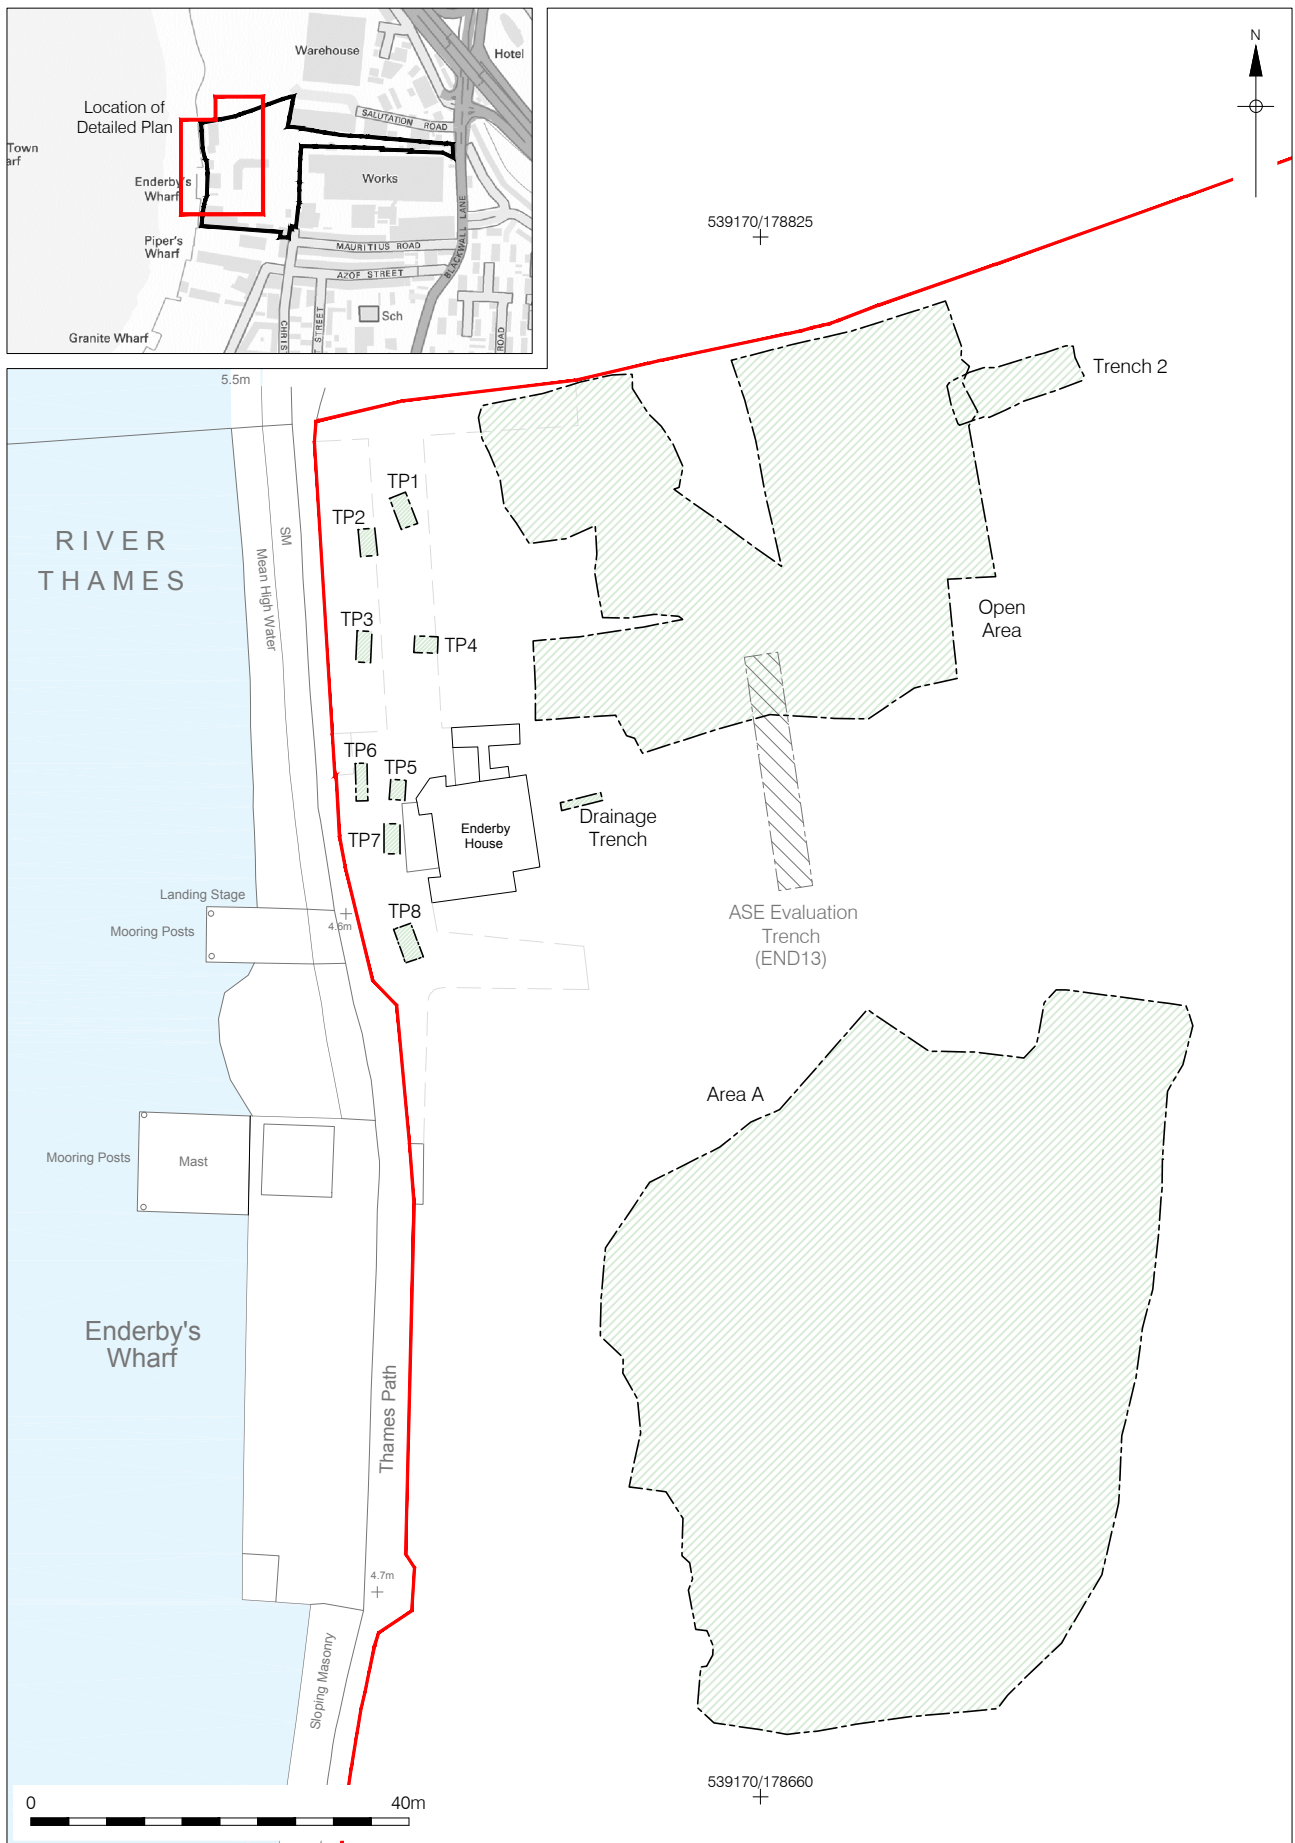 Warehouse
Hotel
Location of
Detailed Plan
SALUTATION ROAD
Town
arf
Enderby's
Wharf
Works
BLACKWALL LANE
Piper's
Wharf
MAURITIUS ROAD
AZOF STREET
Sch
CHRIS
T STREET
ROAD
Granite Wharf
N
539170/178825
5.5m
Trench 2
TP1
TP2
SM
RIVER
THAMES
Mean High Water
TP3
TP4
Open
Area
TP6
TP5
TP7
Enderby
House
Drainage
Trench
Landing Stage
Mooring Posts
4.6m
TP8
ASE Evaluation
Trench
(END13)
Area A
Mooring Posts
Mast
Enderby's
Wharf
Thames Path
4.7m
Sloping Masonry
539170/178660
0
40m